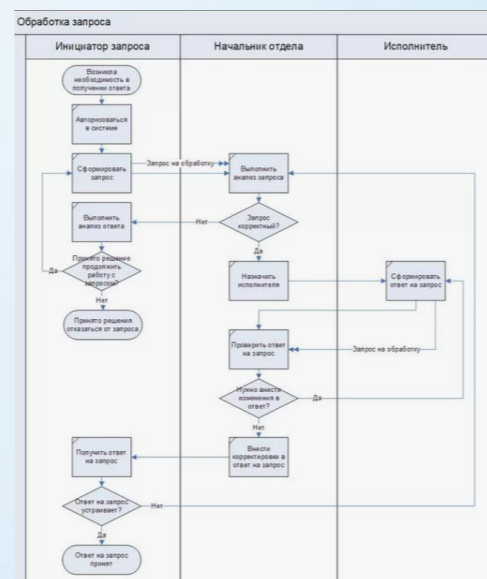 Обработка запроса
Инициатор запроса
Начальник отдела
Исполнитель
Возникла
необходимость в
получении ответа
Авторизоваться
в системе
Сформировать
запрос
Запрос на обработку
Выполнить
анализ запроса
Выполнить
анализ ответа
Нет
Запрос
корректный?
Да
Принято решение
продолжить
работу с
запросом?
Да
Нет
Назначить
исполнителя
Сформировать
ответ на запрос
Принято решения
отказаться от запроса
Проверить ответ
на запрос
Запрос на обработку
Нужно внести
изменения в
ответ?
Да
Нет
Получить ответ
на запрос
Внести
корректировки в
ответ на запрос
Ответ на запрос
устраивает?
Нет
Да
Ответ на запрос
принят